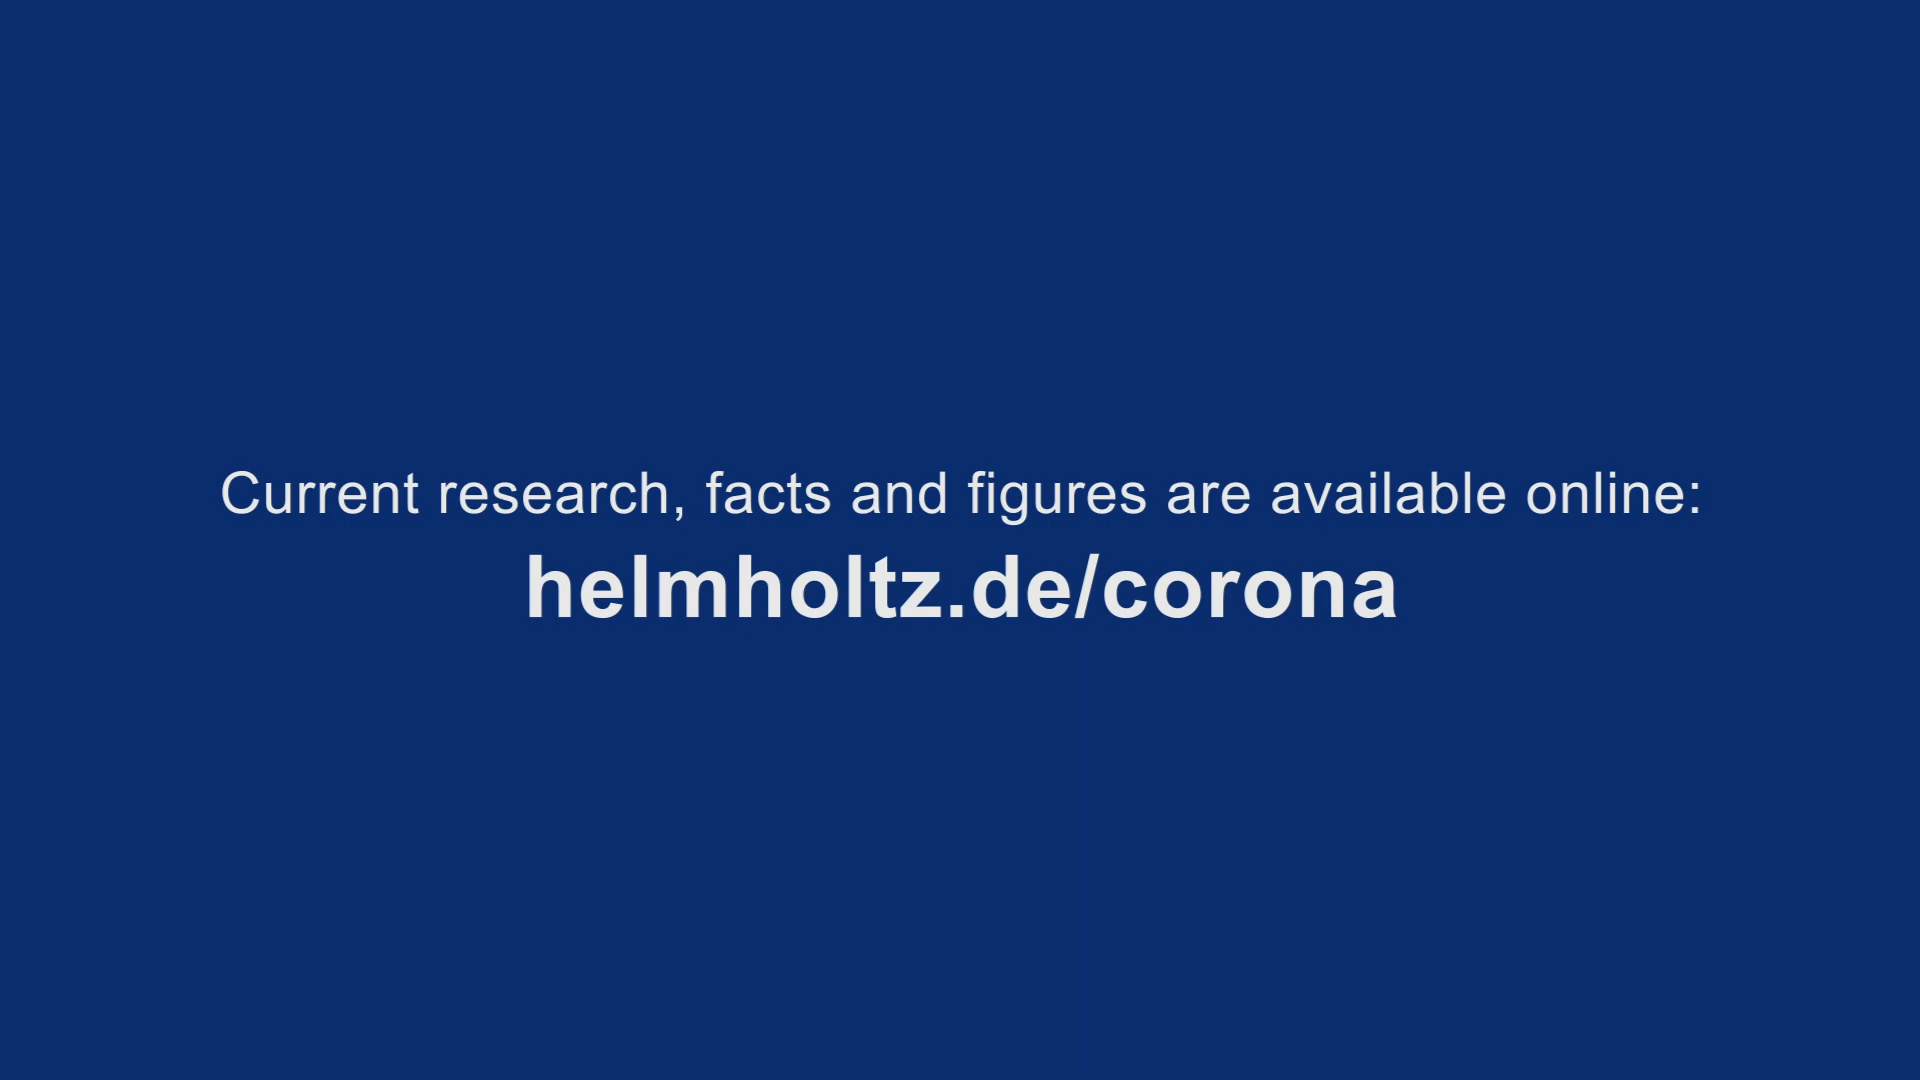 Current research, facts and figures are available online:
helmholtz.de/corona